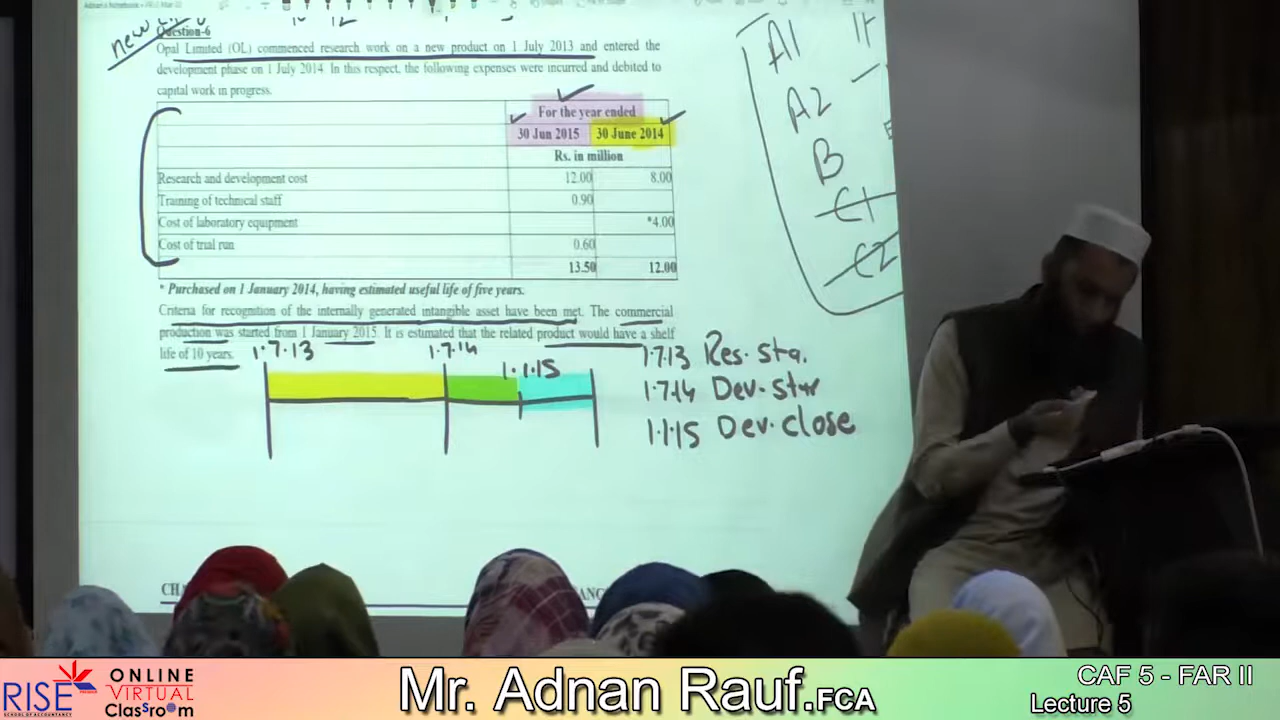 new
Question-6
Opal Limited (OL) commenced research work on a new product on 1 July 2013 and entered the
development phase on 1 July 2014. In this respect, the following expenses were incurred and debited to
capital work in progress.
For the year ended
30 Jun 2015 30 June 2014
Rs. in million
Research and development cost 12.00 8.00
Training of technical staff 0.90
Cost of laboratory equipment *4.00
Cost of trial run 0.60
13.50 12.00
* Purchased on 1 January 2014, having estimated useful life of five years.
Criteria for recognition of the internally generated intangible asset have been met. The commercial
production was started from 1 January 2015. It is estimated that the related product would have a shelf
life of 10 years.
1.7.13 1.7.14 1.1.15
1.7.13 Res. sta.
1.7.14 Dev. star
1.1.15 Dev. close
A1
A2
B
C1
C2
RISE
SCHOOL OF ACCOUNTANCY
ONLINE
VIRTUAL
Classroom
Mr. Adnan Rauf.FCA
CAF 5 - FAR II
Lecture 5